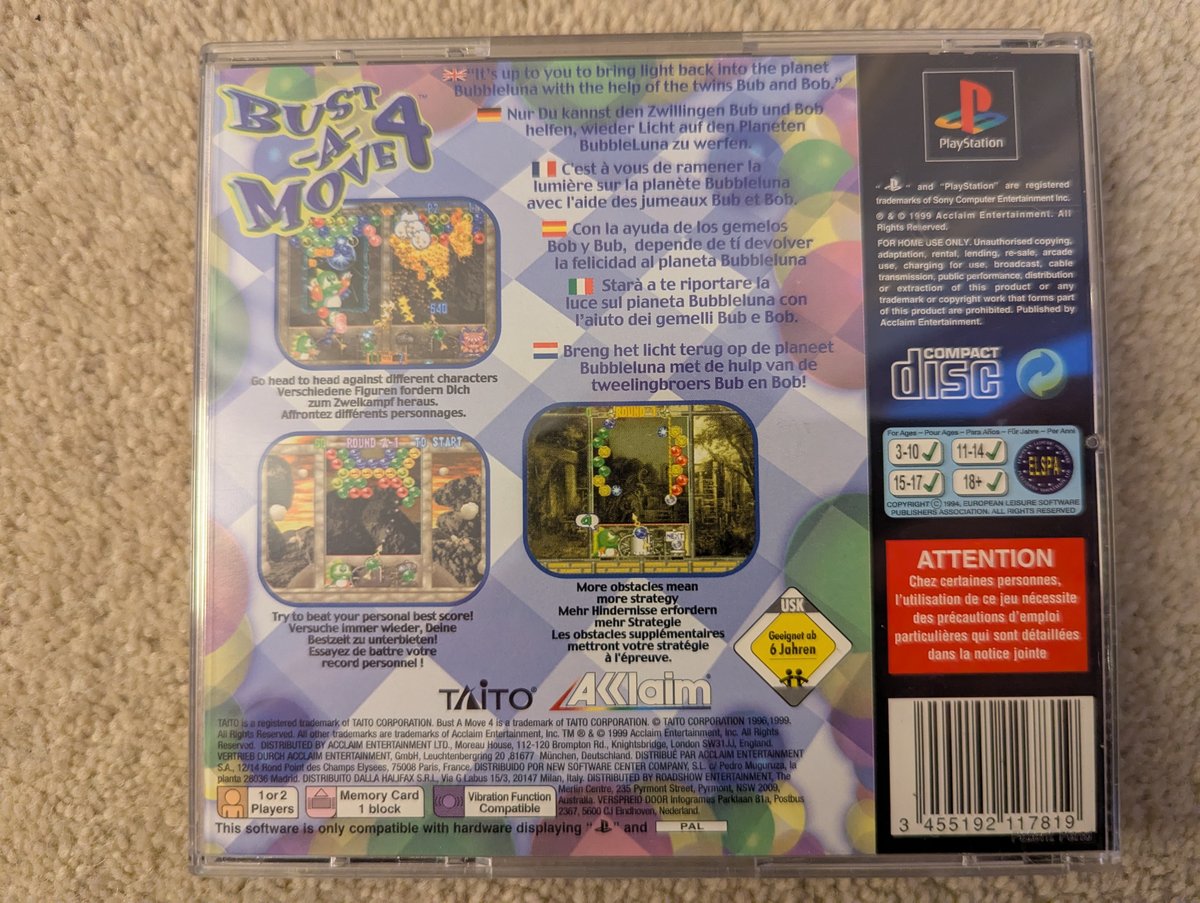 BUST
-A-
MOVE 4™
"It's up to you to bring light back into the planet
Bubbleluna with the help of the twins Bub and Bob."
Nur Du kannst den Zwillingen Bub und Bob
helfen, wieder Licht auf den Planeten
BubbleLuna zu werfen.
C'est à vous de ramener la
lumière sur la planète Bubbleluna
avec l'aide des jumeaux Bub et Bob.
Con la ayuda de los gemelos
Bob y Bub, depende de tí devolver
la felicidad al planeta Bubbleluna
Starà a te riportare la
luce sul pianeta Bubbleluna con
l'aiuto dei gemelli Bub e Bob.
Breng het licht terug op de planeet
Bubbleluna met de hulp van de
tweelingbroers Bub en Bob!
640
Go head to head against different characters
Verschiedene Figuren fordern Dich
zum Zweikampf heraus.
Affrontez différents personnages.
ROUND A-1 TO START
Try to beat your personal best score!
Versuche immer wieder, Deine
Bestzeit zu unterbieten!
Essayez de battre votre
record personnel !
NEXT
More obstacles mean
more strategy
Mehr Hindernisse erfordern
mehr Strategie
Les obstacles supplémentaires
mettront votre stratégie
à l'épreuve.
USK
Geeignet ab
6 Jahren
TAITO® Acclaim®
TAITO is a registered trademark of TAITO CORPORATION. Bust A Move 4 is a trademark of TAITO CORPORATION. © TAITO CORPORATION 1996,1999.
All Rights Reserved. All other trademarks are trademarks of Acclaim Entertainment, Inc. TM ® & © 1999 Acclaim Entertainment, Inc. All Rights
Reserved. DISTRIBUTED BY ACCLAIM ENTERTAINMENT LTD., Moreau House, 112-120 Brompton Rd., Knightsbridge, London SW31JJ, England.
VERTRIEB DURCH ACCLAIM ENTERTAINMENT, GmbH, Leuchtenbergring 20 ,81677 München, Deutschland. DISTRIBUÉ PAR ACCLAIM ENTERTAINMENT
S.A., 12/14 Rond Point des Champs Elysees, 75008 Paris, France. DISTRIBUIDO POR NEW SOFTWARE CENTER COMPANY, S.L. c/ Pedro Muguruza, 1a
planta 28036 Madrid. DISTRIBUITO DALLA HALIFAX S.R.L, Via G Labus 15/3, 20147 Milan, Italy. DISTRIBUTED BY ROADSHOW ENTERTAINMENT, The
Merlin Centre, 235 Pyrmont Street, Pyrmont, NSW 2009,
Australia. VERSPREID DOOR Infogrames Parklaan 81a, Postbus
2367, 5600 CJ Eindhoven, Nederland.
1 or 2
Players
Memory Card
1 block
Vibration Function
Compatible
This software is only compatible with hardware displaying " " and PAL
PlayStation
" " and "PlayStation" are registered
trademarks of Sony Computer Entertainment Inc.
® & © 1999 Acclaim Entertainment. All
Rights Reserved.
FOR HOME USE ONLY. Unauthorised copying,
adaptation, rental, lending, re-sale, arcade
use, charging for use, broadcast, cable
transmission, public performance, distribution
or extraction of this product or any
trademark or copyright work that forms part
of this product are prohibited. Published by
Acclaim Entertainment.
COMPACT
disc
For Ages – Pour Ages – Para Años – Für Jahre – Per Anni
3-10 11-14
15-17 18+
ELSPA
COPYRIGHT © 1994, EUROPEAN LEISURE SOFTWARE
PUBLISHERS ASSOCIATION. ALL RIGHTS RESERVED
ATTENTION
Chez certaines personnes,
l'utilisation de ce jeu nécessite
des précautions d'emploi
particulières qui sont détaillées
dans la notice jointe
3 455192 117819